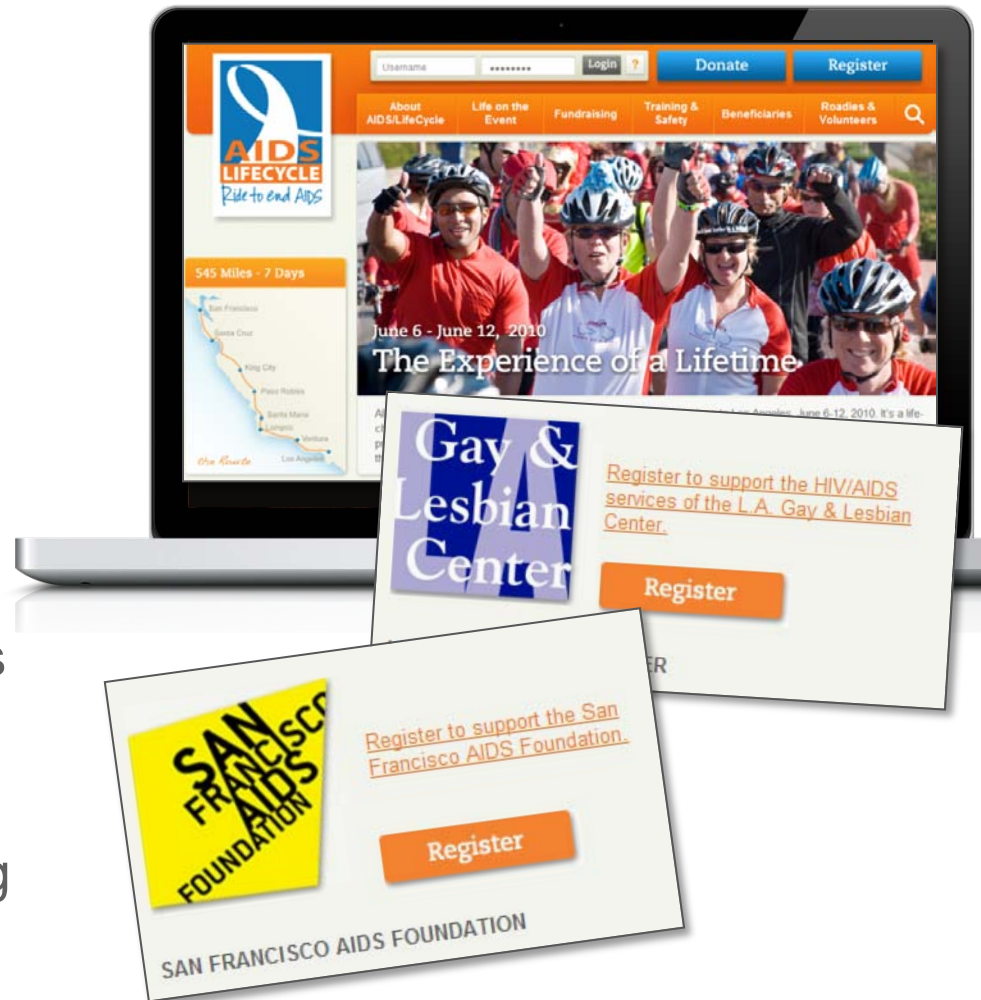 Username
********
Login
?
Donate
Register
About
AIDS/LifeCycle
Life on the
Event
Fundraising
Training &
Safety
Beneficiaries
Roadies &
Volunteers
AIDS
LIFECYCLE
Ride to end AIDS
545 Miles - 7 Days
San Francisco
Santa Cruz
King City
Paso Robles
Santa Maria
Lompoc
Ventura
Los Angeles
the Route
June 6 - June 12, 2010
The Experience of a Lifetime
Los Angeles, June 6-12, 2010. It's a life-
LA
Gay &
Lesbian
Center
Register to support the HIV/AIDS
services of the L.A. Gay & Lesbian
Center.
Register
ER
s
g
SAN
FRANCISCO
AIDS
FOUNDATION
Register to support the San
Francisco AIDS Foundation.
Register
SAN FRANCISCO AIDS FOUNDATION